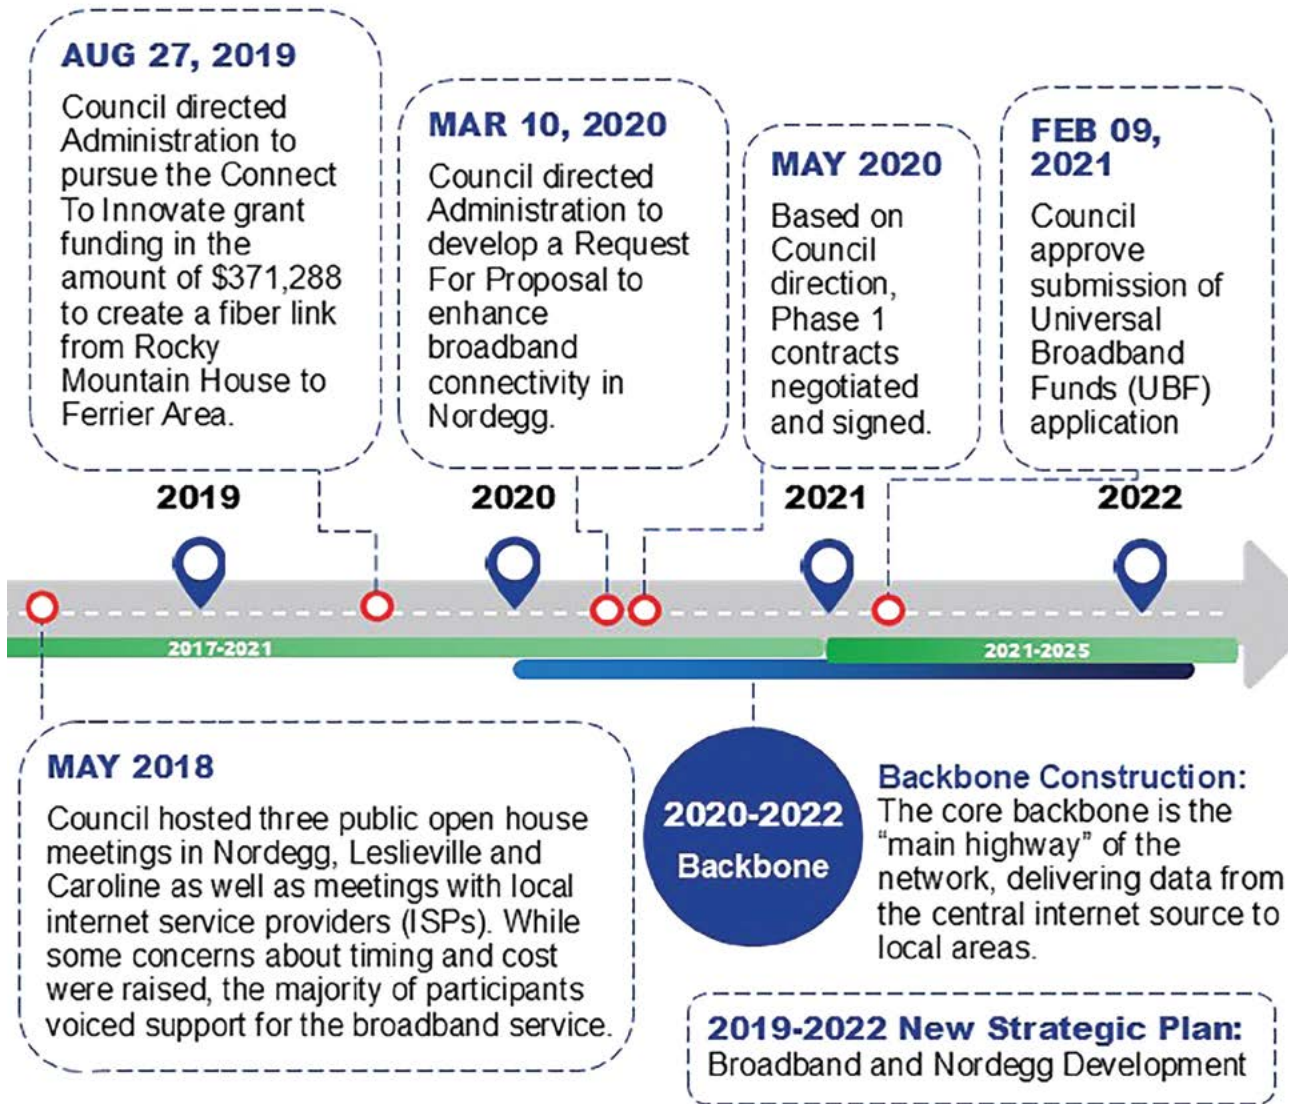 AUG 27, 2019
Council directed
Administration to
pursue the Connect
To Innovate grant
funding in the
amount of $371,288
to create a fiber link
from Rocky
Mountain House to
Ferrier Area.
MAR 10, 2020
Council directed
Administration to
develop a Request
For Proposal to
enhance
broadband
connectivity in
Nordegg.
MAY 2020
Based on
Council
direction,
Phase 1
contracts
negotiated
and signed.
FEB 09,
2021
Council
approve
submission of
Universal
Broadband
Funds (UBF)
application
2019
2020
2021
2022
2017-2021
2021-2025
MAY 2018
Council hosted three public open house
meetings in Nordegg, Leslieville and
Caroline as well as meetings with local
internet service providers (ISPs). While
some concerns about timing and cost
were raised, the majority of participants
voiced support for the broadband service.
2020-2022
Backbone
Backbone Construction:
The core backbone is the
“main highway” of the
network, delivering data from
the central internet source to
local areas.
2019-2022 New Strategic Plan:
Broadband and Nordegg Development